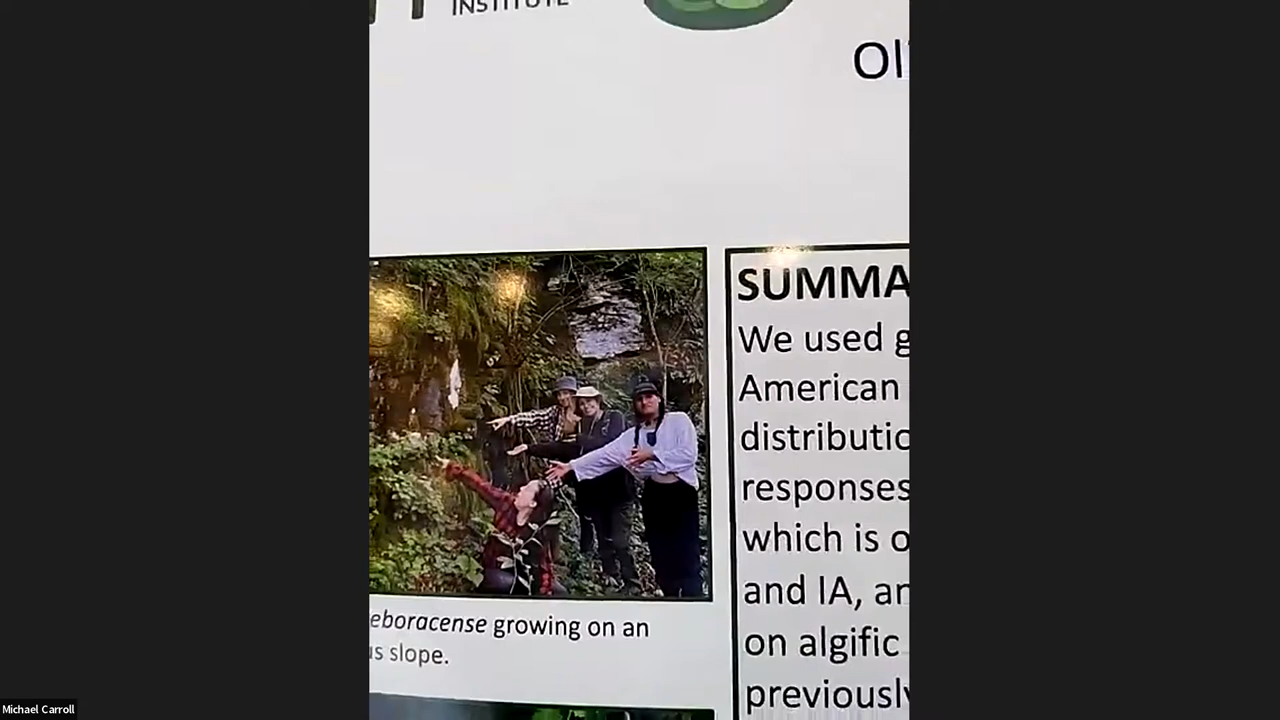 INSTITUTE
Ol
SUMMA
We used g
American
distributio
responses
which is o
and IA, an
on algific
previously
eboracense growing on an
us slope.
Michael Carroll